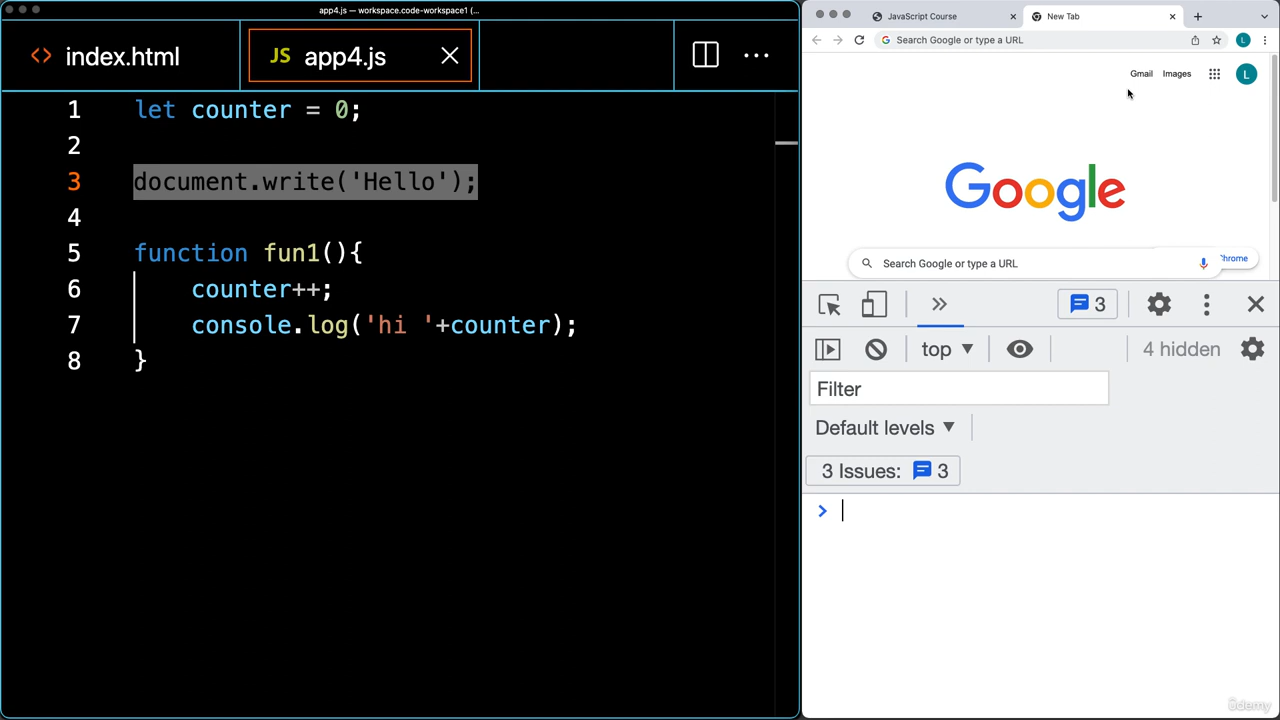 app4.js — workspace.code-workspace1 (...
index.html
JS app4.js
1 let counter = 0;
2
3 document.write('Hello');
4
5 function fun1(){
6 counter++;
7 console.log('hi '+counter);
8 }
JavaScript Course
New Tab
Search Google or type a URL
L
Gmail Images L
Google
Search Google or type a URL
Chrome
3
top
4 hidden
Filter
Default levels
3 Issues: 3
>
ûdemy